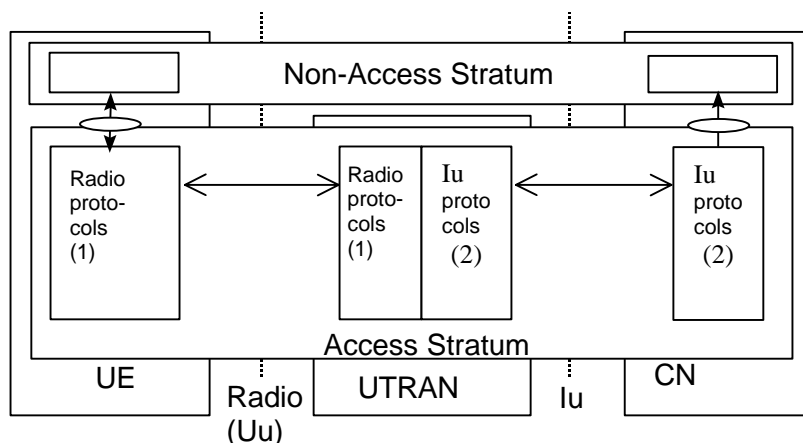 Non-Access Stratum
Radio
proto-
cols
(1)
Radio
proto-
cols
(1)
Iu
proto
cols
(2)
Iu
proto
cols
(2)
Access Stratum
UE
Radio
(Uu)
UTRAN
Iu
CN